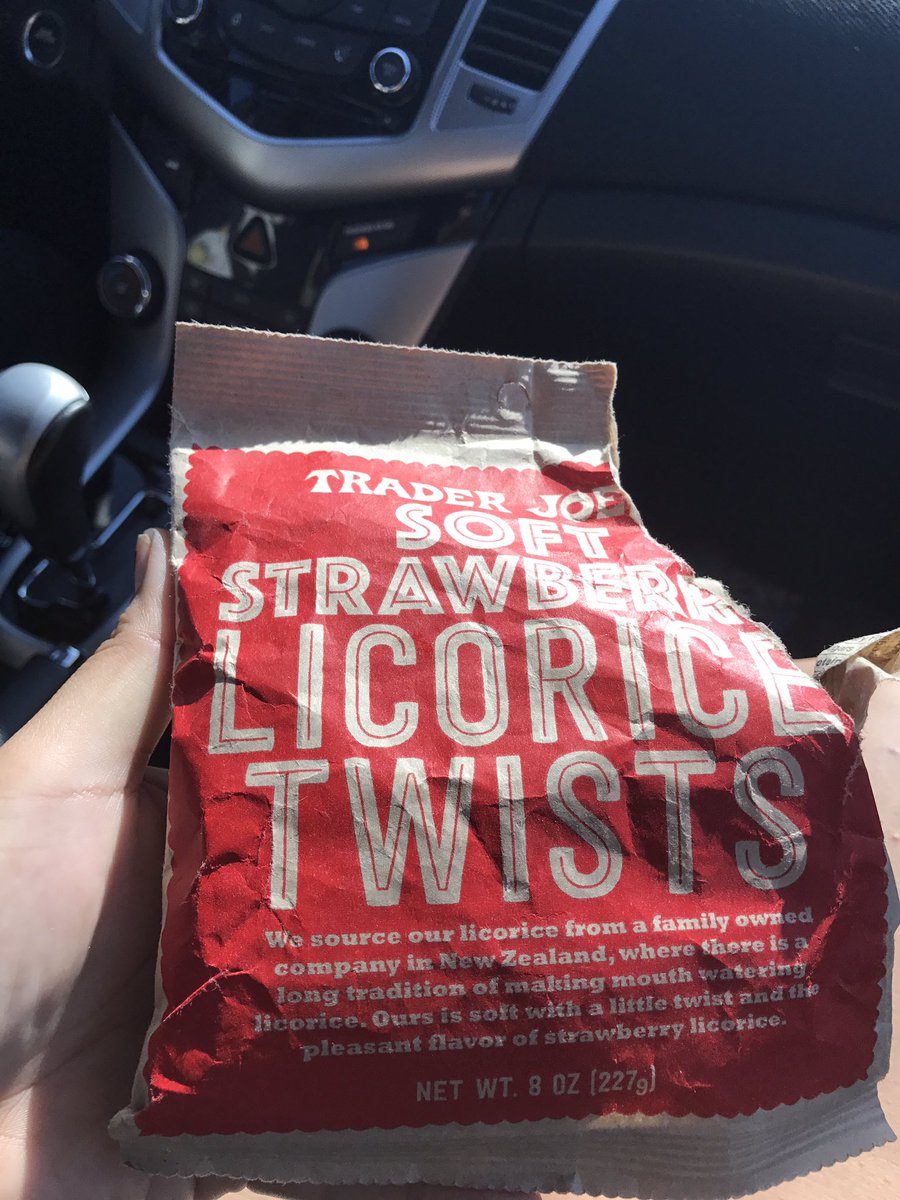 TRADER JOE
SOFT
STRAWBERR
LICORICE
TWISTS
We source our licorice from a family owned
company in New Zealand, where there is a
long tradition of making mouth watering
licorice. Ours is soft with a little twist and the
pleasant flavor of strawberry licorice.
NET WT. 8 OZ (227g)